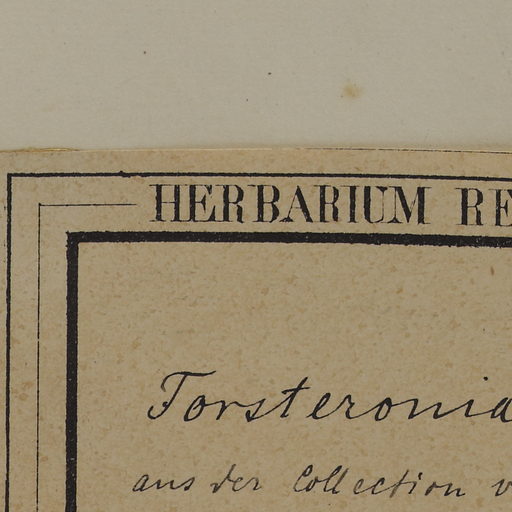 HERBARIUM RE
Forsteronia
aus der Collection v